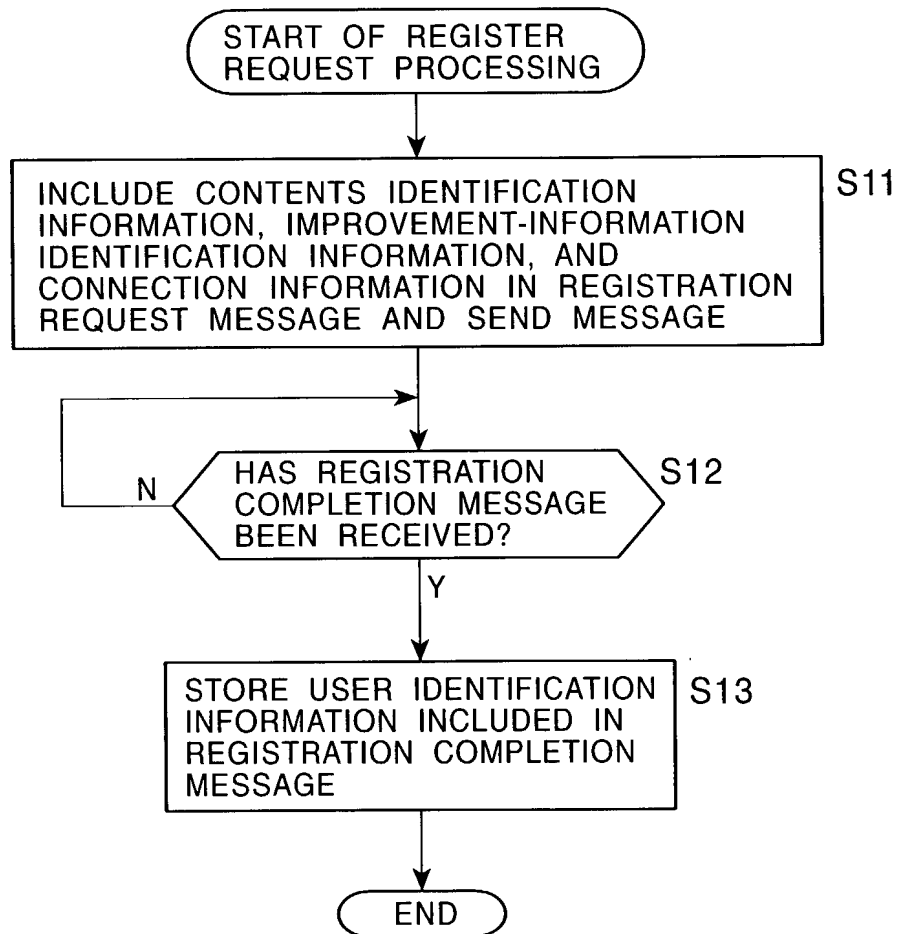 START OF REGISTER
REQUEST PROCESSING
INCLUDE CONTENTS IDENTIFICATION
INFORMATION, IMPROVEMENT-INFORMATION
IDENTIFICATION INFORMATION, AND
CONNECTION INFORMATION IN REGISTRATION
REQUEST MESSAGE AND SEND MESSAGE
S11
HAS REGISTRATION
COMPLETION MESSAGE
BEEN RECEIVED?
S12
N
Y
STORE USER IDENTIFICATION
INFORMATION INCLUDED IN
REGISTRATION COMPLETION
MESSAGE
S13
END